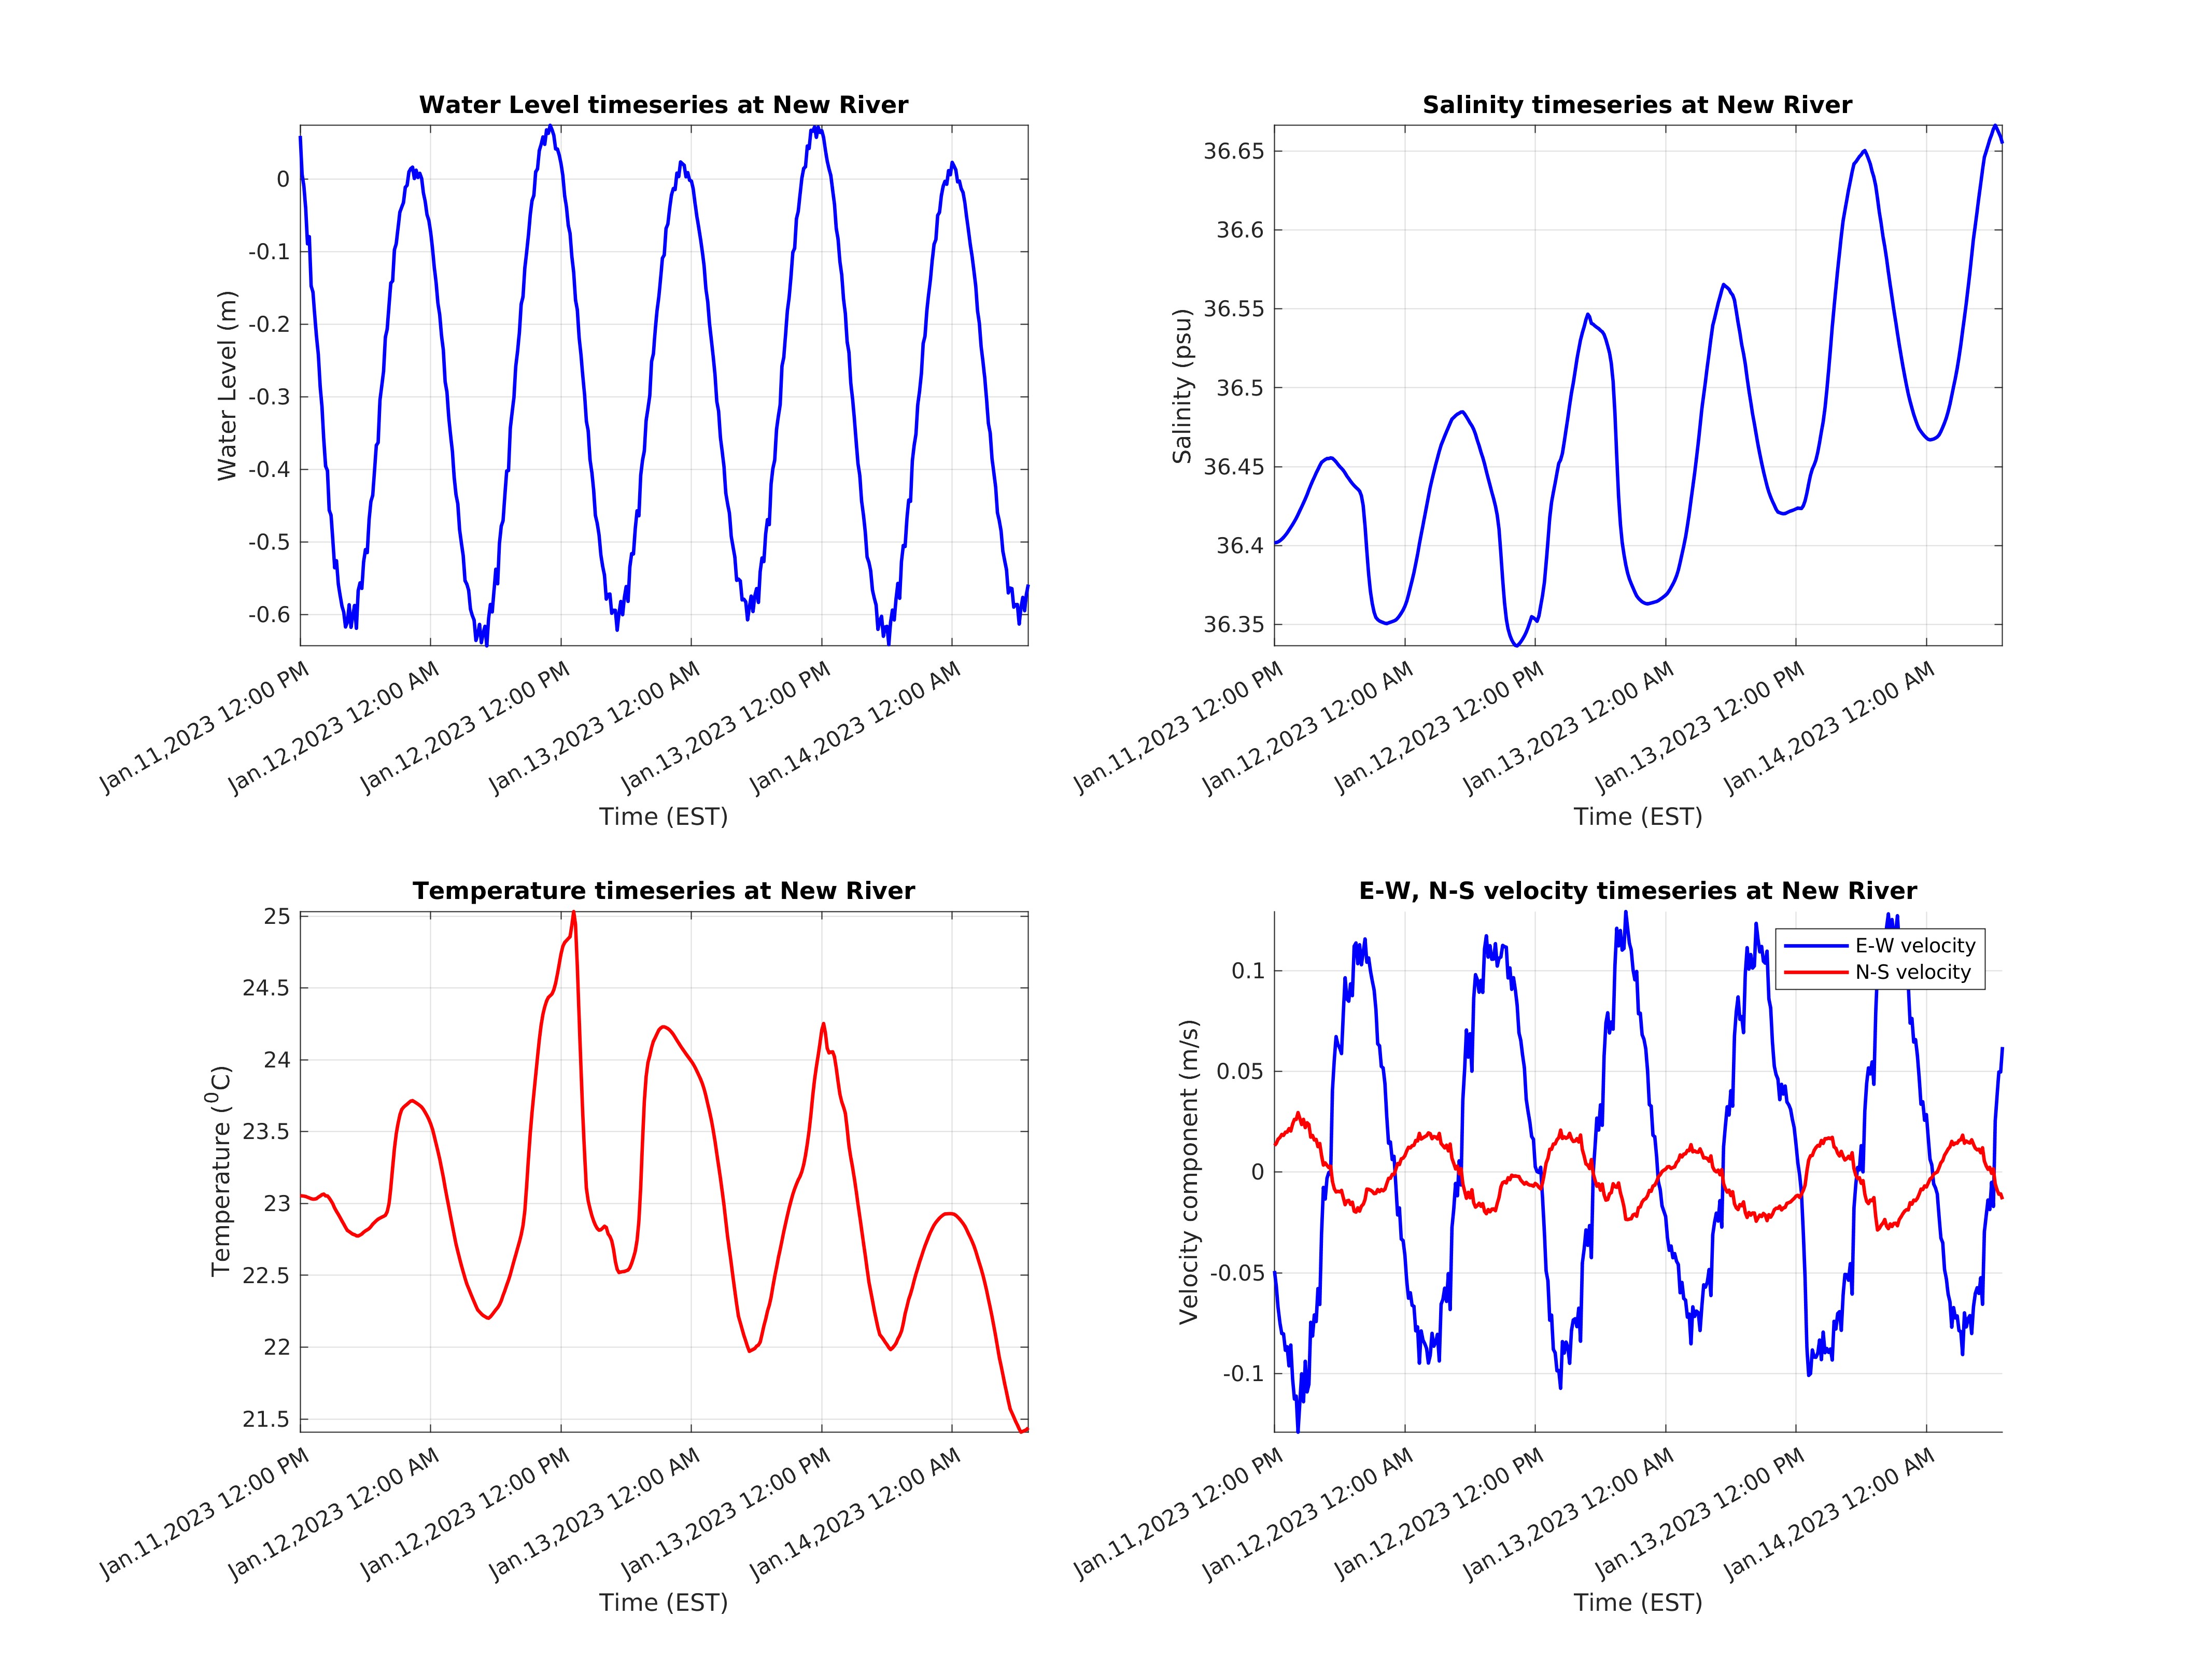 Water Level timeseries at New River
Water Level (m)
0
-0.1
-0.2
-0.3
-0.4
-0.5
-0.6
Jan.11,2023 12:00 PM
Jan.12,2023 12:00 AM
Jan.12,2023 12:00 PM
Jan.13,2023 12:00 AM
Jan.13,2023 12:00 PM
Jan.14,2023 12:00 AM
Time (EST)
Salinity timeseries at New River
Salinity (psu)
36.65
36.6
36.55
36.5
36.45
36.4
36.35
Jan.11,2023 12:00 PM
Jan.12,2023 12:00 AM
Jan.12,2023 12:00 PM
Jan.13,2023 12:00 AM
Jan.13,2023 12:00 PM
Jan.14,2023 12:00 AM
Time (EST)
Temperature timeseries at New River
Temperature (⁰C)
25
24.5
24
23.5
23
22.5
22
21.5
Jan.11,2023 12:00 PM
Jan.12,2023 12:00 AM
Jan.12,2023 12:00 PM
Jan.13,2023 12:00 AM
Jan.13,2023 12:00 PM
Jan.14,2023 12:00 AM
Time (EST)
E-W, N-S velocity timeseries at New River
E-W velocity
N-S velocity
Velocity component (m/s)
0.1
0.05
0
-0.05
-0.1
Jan.11,2023 12:00 PM
Jan.12,2023 12:00 AM
Jan.12,2023 12:00 PM
Jan.13,2023 12:00 AM
Jan.13,2023 12:00 PM
Jan.14,2023 12:00 AM
Time (EST)